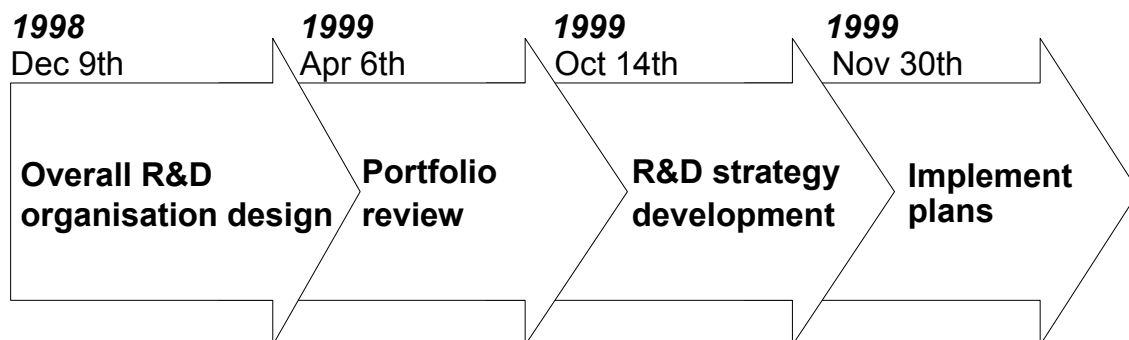 1998
Dec 9th
1999
Apr 6th
1999
Oct 14th
1999
Nov 30th
Overall R&D
organisation design
Portfolio
review
R&D strategy
development
Implement
plans